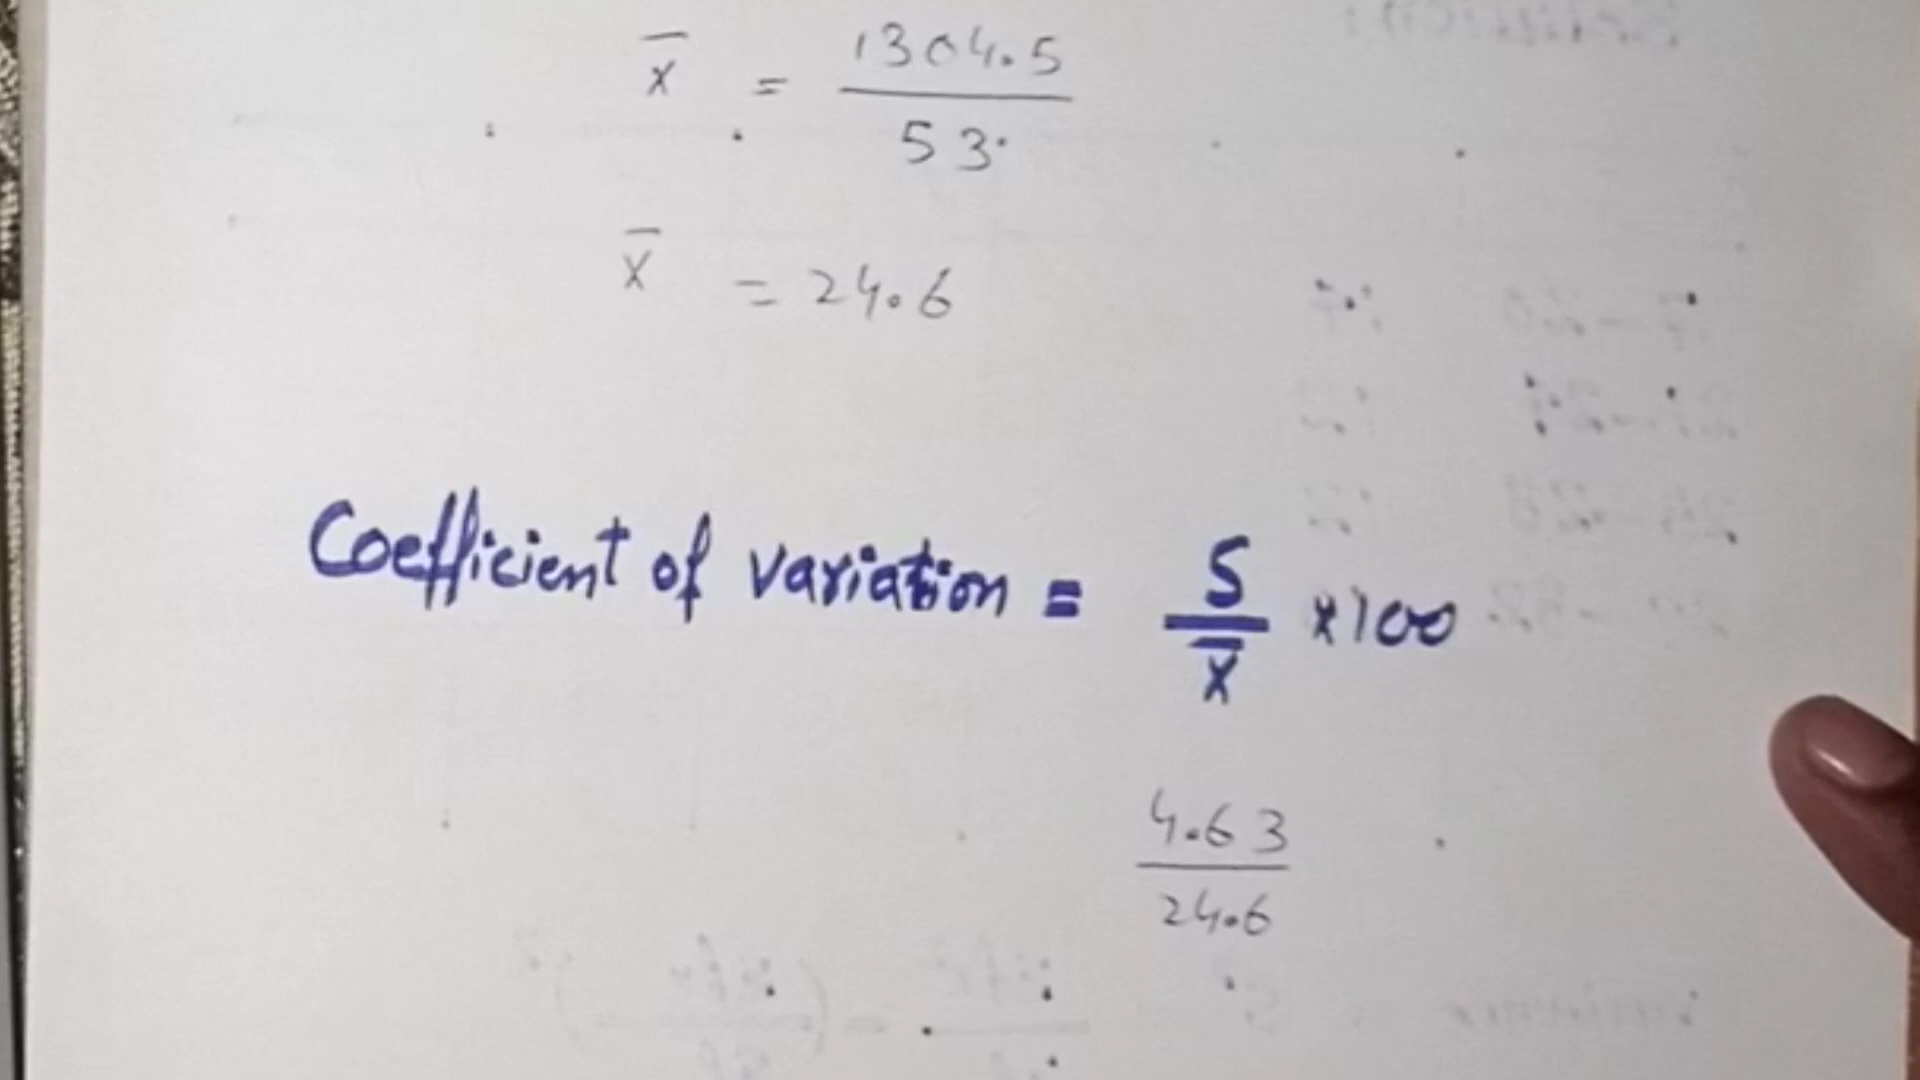 x̄ = 1304.5 / 53
x̄ = 24.6
Coefficient of variation = S / x̄ × 100
4.63 / 24.6